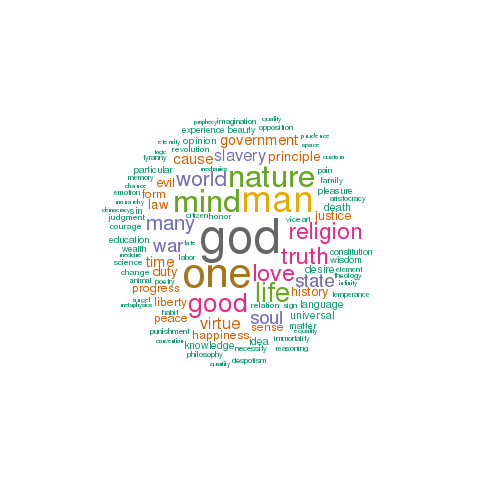 prophecy imagination quality
experience beauty opposition
eternity opinion government prudence
logic revolution space
tyranny cause slavery principle custom
particular mechanics nature pain
memory evil world family
chance mind man pleasure
emotion form aristocracy
monarchy law death
democracy sin many citizen honor vice art justice
judgment god
courage religion
education war fate truth
wealth labor constitution
medicine time one love desire wisdom
science element
change duty state theology
animal poetry life infinity
progress good history
angel liberty relation sign temperance
metaphysics language
habit virtue soul universal
peace sense matter
punishment happiness equality
convention knowledge idea immortality
philosophy necessity reasoning
quantity despotism